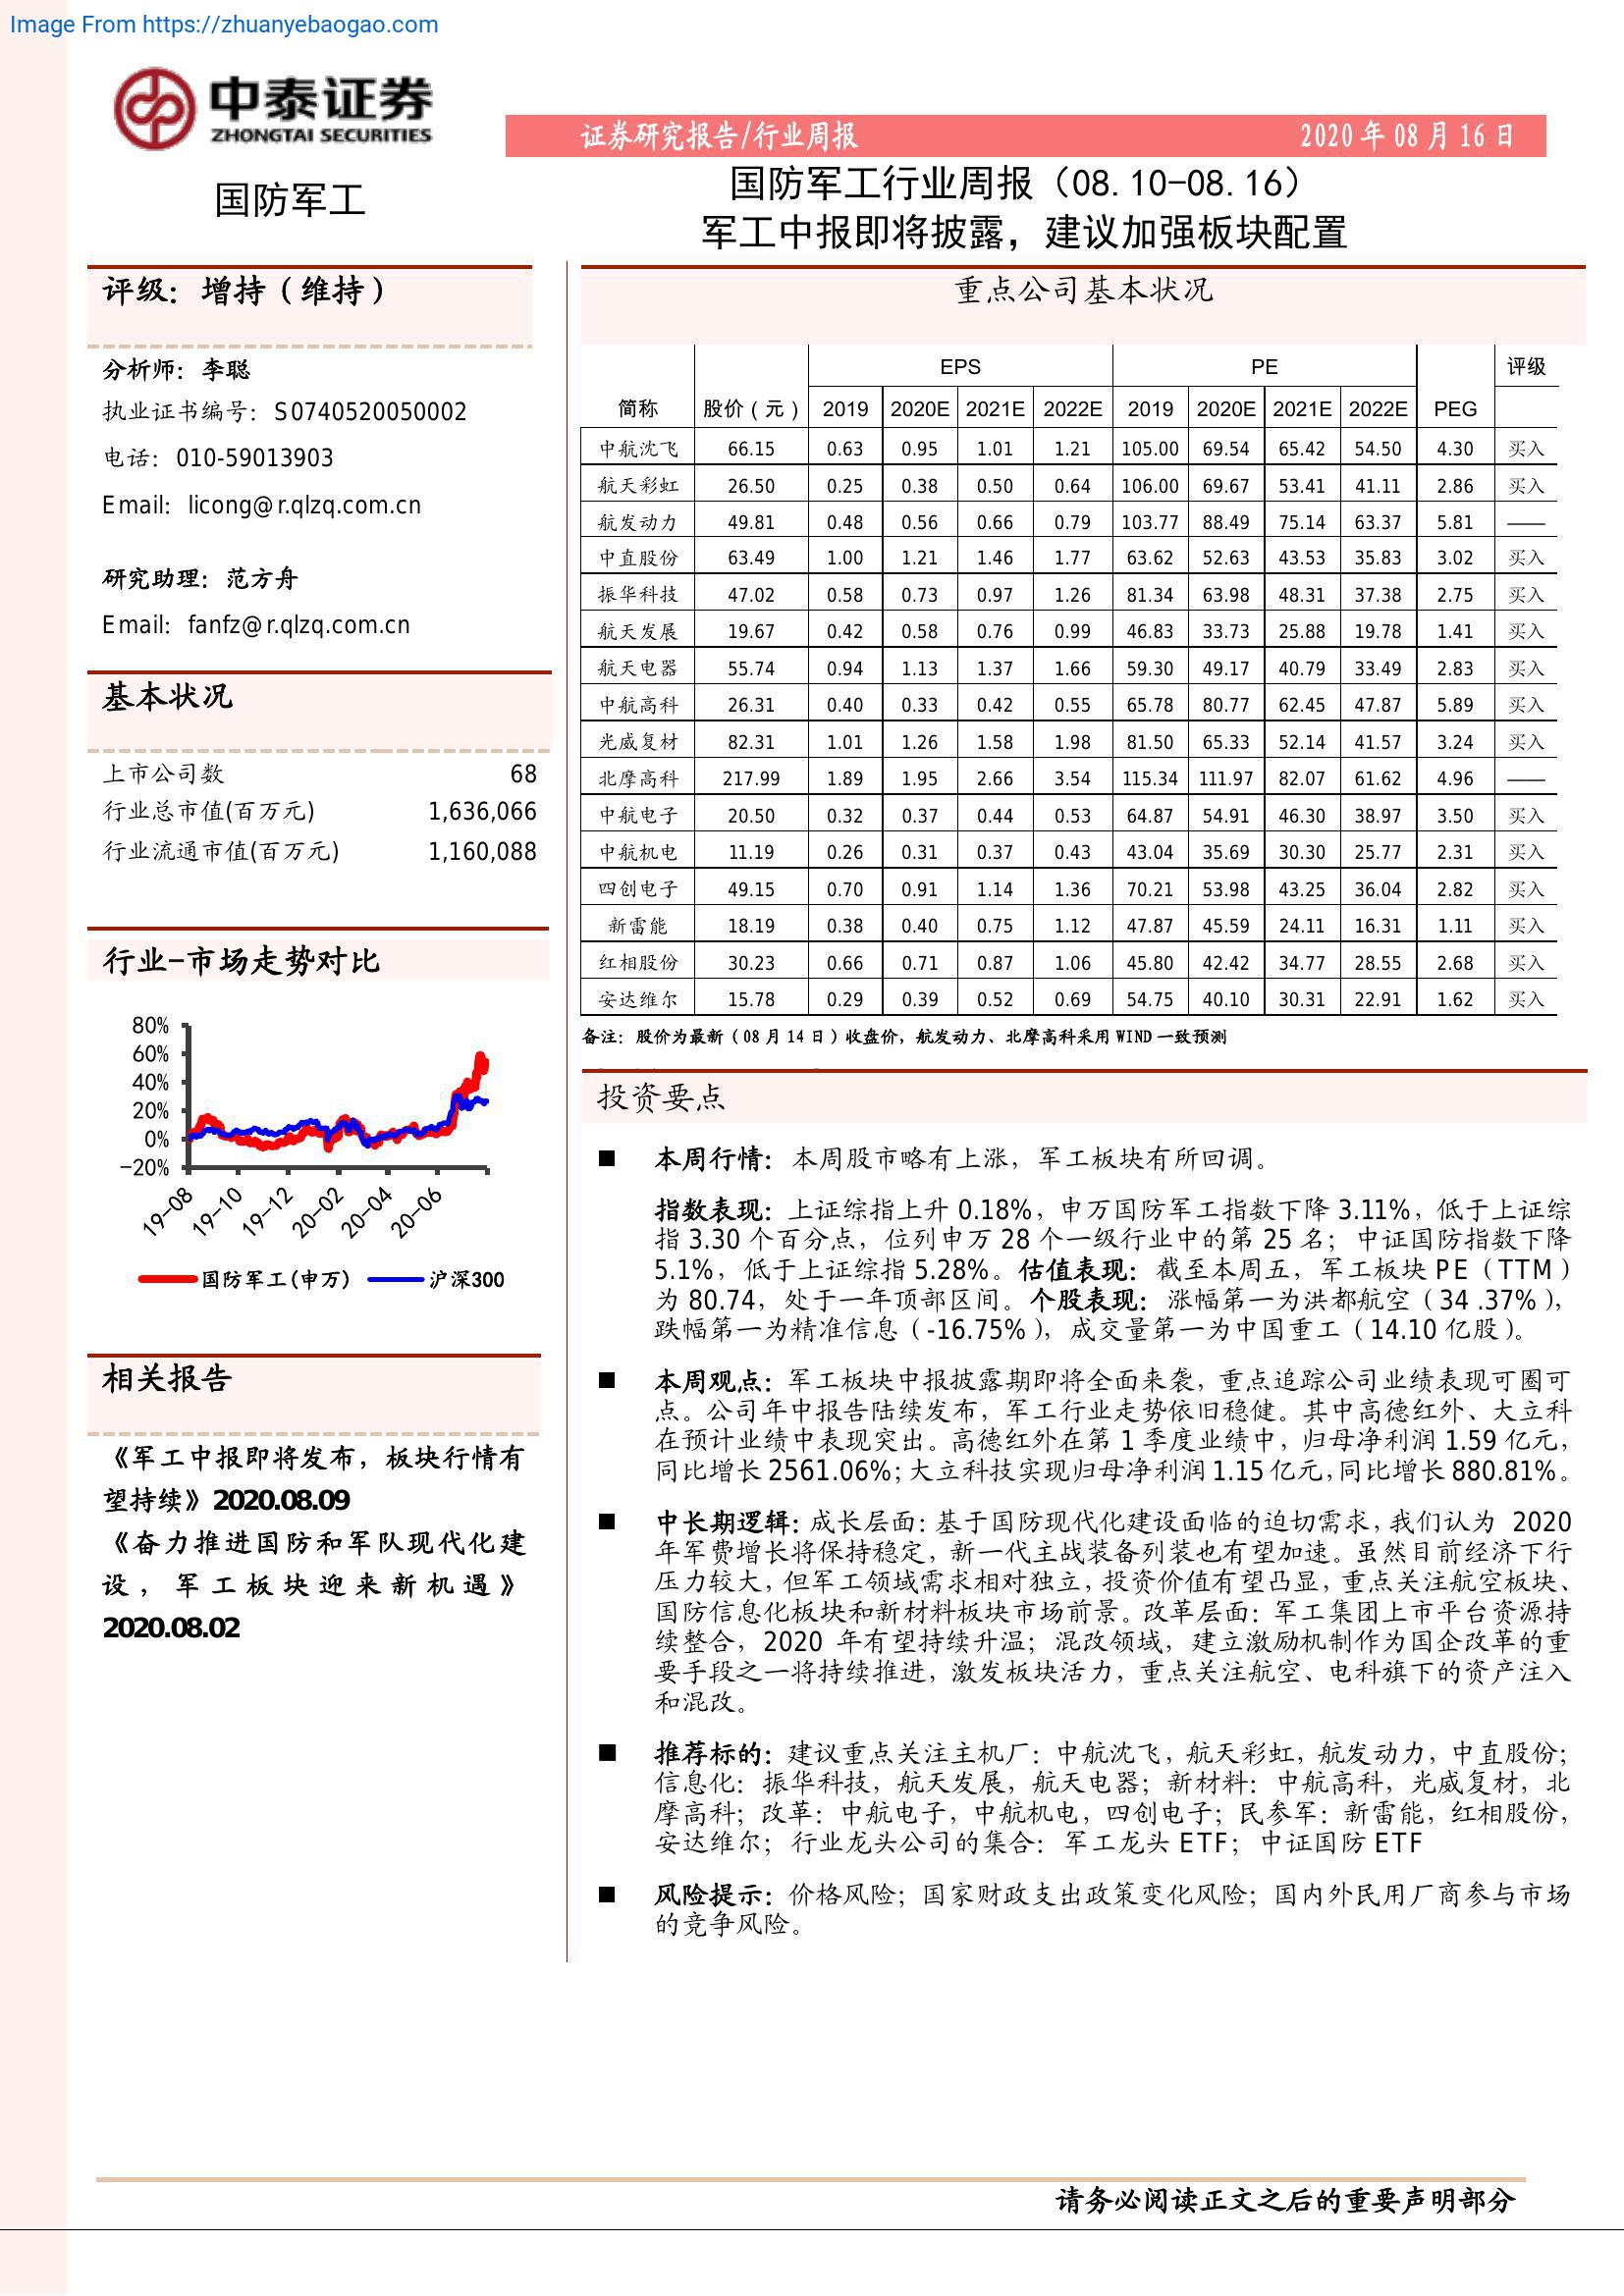 Image From https://zhuanyebaogao.com
中泰证券
ZHONGTAI SECURITIES
证券研究报告/行业周报 2020 年 08 月 16 日
国防军工
国防军工行业周报（08.10-08.16）
军工中报即将披露，建议加强板块配置
评级：增持（维持）
分析师：李聪
执业证书编号：S0740520050002
电话：010-59013903
Email：licong@r.qlzq.com.cn
研究助理：范方舟
Email：fanfz@r.qlzq.com.cn
基本状况
上市公司数 68
行业总市值(百万元) 1,636,066
行业流通市值(百万元) 1,160,088
行业-市场走势对比
80%
60%
40%
20%
0%
-20%
19-08 19-10 19-12 20-02 20-04 20-06
国防军工(申万) 沪深300
相关报告
《军工中报即将发布，板块行情有
望持续》2020.08.09
《奋力推进国防和军队现代化建
设，军工板块迎来新机遇》
2020.08.02
重点公司基本状况
EPS PE 评级
简称 股价（元） 2019 2020E 2021E 2022E 2019 2020E 2021E 2022E PEG
中航沈飞 66.15 0.63 0.95 1.01 1.21 105.00 69.54 65.42 54.50 4.30 买入
航天彩虹 26.50 0.25 0.38 0.50 0.64 106.00 69.67 53.41 41.11 2.86 买入
航发动力 49.81 0.48 0.56 0.66 0.79 103.77 88.49 75.14 63.37 5.81 ——
中直股份 63.49 1.00 1.21 1.46 1.77 63.62 52.63 43.53 35.83 3.02 买入
振华科技 47.02 0.58 0.73 0.97 1.26 81.34 63.98 48.31 37.38 2.75 买入
航天发展 19.67 0.42 0.58 0.76 0.99 46.83 33.73 25.88 19.78 1.41 买入
航天电器 55.74 0.94 1.13 1.37 1.66 59.30 49.17 40.79 33.49 2.83 买入
中航高科 26.31 0.40 0.33 0.42 0.55 65.78 80.77 62.45 47.87 5.89 买入
光威复材 82.31 1.01 1.26 1.58 1.98 81.50 65.33 52.14 41.57 3.24 买入
北摩高科 217.99 1.89 1.95 2.66 3.54 115.34 111.97 82.07 61.62 4.96 ——
中航电子 20.50 0.32 0.37 0.44 0.53 64.87 54.91 46.30 38.97 3.50 买入
中航机电 11.19 0.26 0.31 0.37 0.43 43.04 35.69 30.30 25.77 2.31 买入
四创电子 49.15 0.70 0.91 1.14 1.36 70.21 53.98 43.25 36.04 2.82 买入
新雷能 18.19 0.38 0.40 0.75 1.12 47.87 45.59 24.11 16.31 1.11 买入
红相股份 30.23 0.66 0.71 0.87 1.06 45.80 42.42 34.77 28.55 2.68 买入
安达维尔 15.78 0.29 0.39 0.52 0.69 54.75 40.10 30.31 22.91 1.62 买入
备注：股价为最新（08 月 14 日）收盘价，航发动力、北摩高科采用 WIND 一致预测
投资要点
■ 本周行情：本周股市略有上涨，军工板块有所回调。
指数表现：上证综指上升 0.18%，申万国防军工指数下降 3.11%，低于上证综
指 3.30 个百分点，位列申万 28 个一级行业中的第 25 名；中证国防指数下降
5.1%，低于上证综指 5.28%。估值表现：截至本周五，军工板块 PE（TTM）
为 80.74，处于一年顶部区间。个股表现：涨幅第一为洪都航空（34 .37%），
跌幅第一为精准信息（-16.75%），成交量第一为中国重工（14.10 亿股）。
■ 本周观点：军工板块中报披露期即将全面来袭，重点追踪公司业绩表现可圈可
点。公司年中报告陆续发布，军工行业走势依旧稳健。其中高德红外、大立科
在预计业绩中表现突出。高德红外在第 1 季度业绩中，归母净利润 1.59 亿元，
同比增长 2561.06%；大立科技实现归母净利润 1.15 亿元，同比增长 880.81%。
■ 中长期逻辑：成长层面：基于国防现代化建设面临的迫切需求，我们认为 2020
年军费增长将保持稳定，新一代主战装备列装也有望加速。虽然目前经济下行
压力较大，但军工领域需求相对独立，投资价值有望凸显，重点关注航空板块、
国防信息化板块和新材料板块市场前景。改革层面：军工集团上市平台资源持
续整合，2020 年有望持续升温；混改领域，建立激励机制作为国企改革的重
要手段之一将持续推进，激发板块活力，重点关注航空、电科旗下的资产注入
和混改。
■ 推荐标的：建议重点关注主机厂：中航沈飞，航天彩虹，航发动力，中直股份；
信息化：振华科技，航天发展，航天电器；新材料：中航高科，光威复材，北
摩高科；改革：中航电子，中航机电，四创电子；民参军：新雷能，红相股份，
安达维尔；行业龙头公司的集合：军工龙头 ETF；中证国防 ETF
■ 风险提示：价格风险；国家财政支出政策变化风险；国内外民用厂商参与市场
的竞争风险。
请务必阅读正文之后的重要声明部分